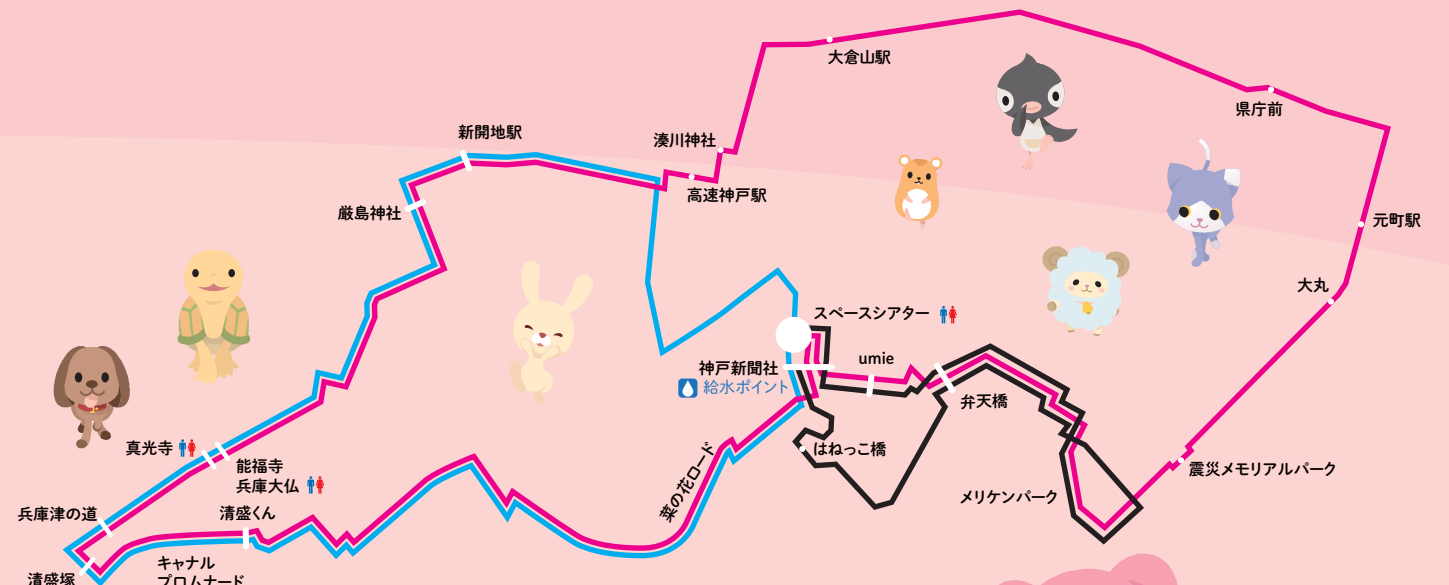 大倉山駅
県庁前
新開地駅
湊川神社
高速神戸駅
厳島神社
元町駅
大丸
スペースシアター
umie
神戸新聞社
給水ポイント
弁天橋
はねっこ橋
菜の花ロード
真光寺
能福寺
兵庫大仏
震災メモリアルパーク
メリケンパーク
兵庫津の道
清盛くん
キャナル
プロムナード
清盛塚